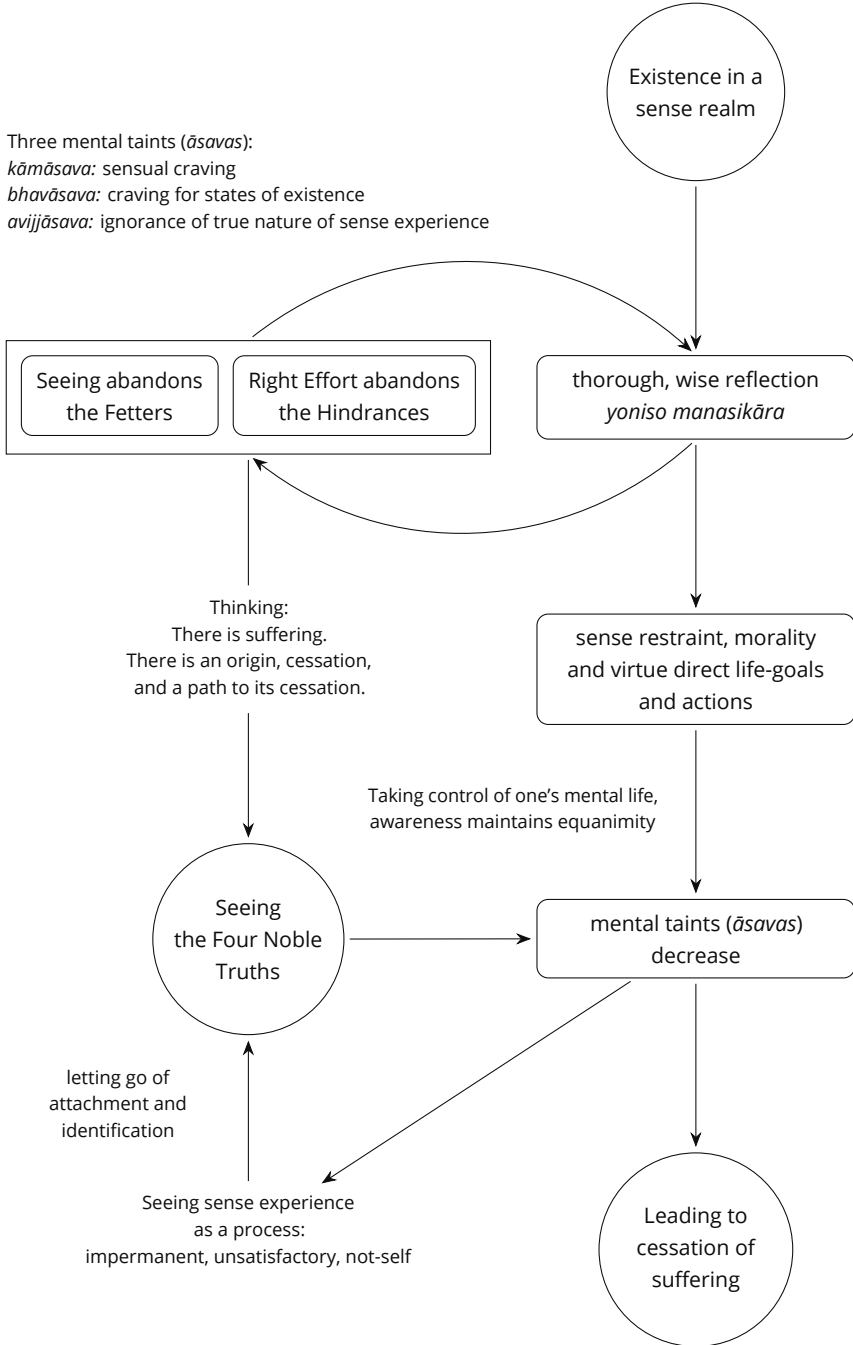 Existence in a
sense realm
Three mental taints (āsavas):
kāmāsava: sensual craving
bhavāsava: craving for states of existence
avijjāsava: ignorance of true nature of sense experience
Seeing abandons
the Fetters
Right Effort abandons
the Hindrances
thorough, wise reflection
yoniso manasikāra
Thinking:
There is suffering.
There is an origin, cessation,
and a path to its cessation.
sense restraint, morality
and virtue direct life-goals
and actions
Taking control of one’s mental life,
awareness maintains equanimity
Seeing
the Four Noble
Truths
mental taints (āsavas)
decrease
letting go of
attachment and
identification
Seeing sense experience
as a process:
impermanent, unsatisfactory, not-self
Leading to
cessation of
suffering